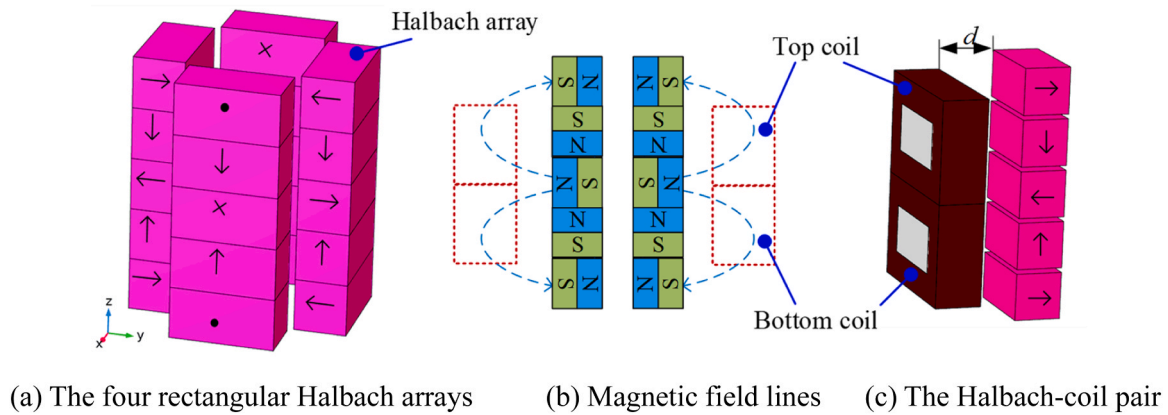 Halbach array
z
y
x
S N
S
N
N S
N
S
S N
N S
S
N
S N
N
S
N S
Top coil
Bottom coil
d
(a) The four rectangular Halbach arrays
(b) Magnetic field lines
(c) The Halbach-coil pair